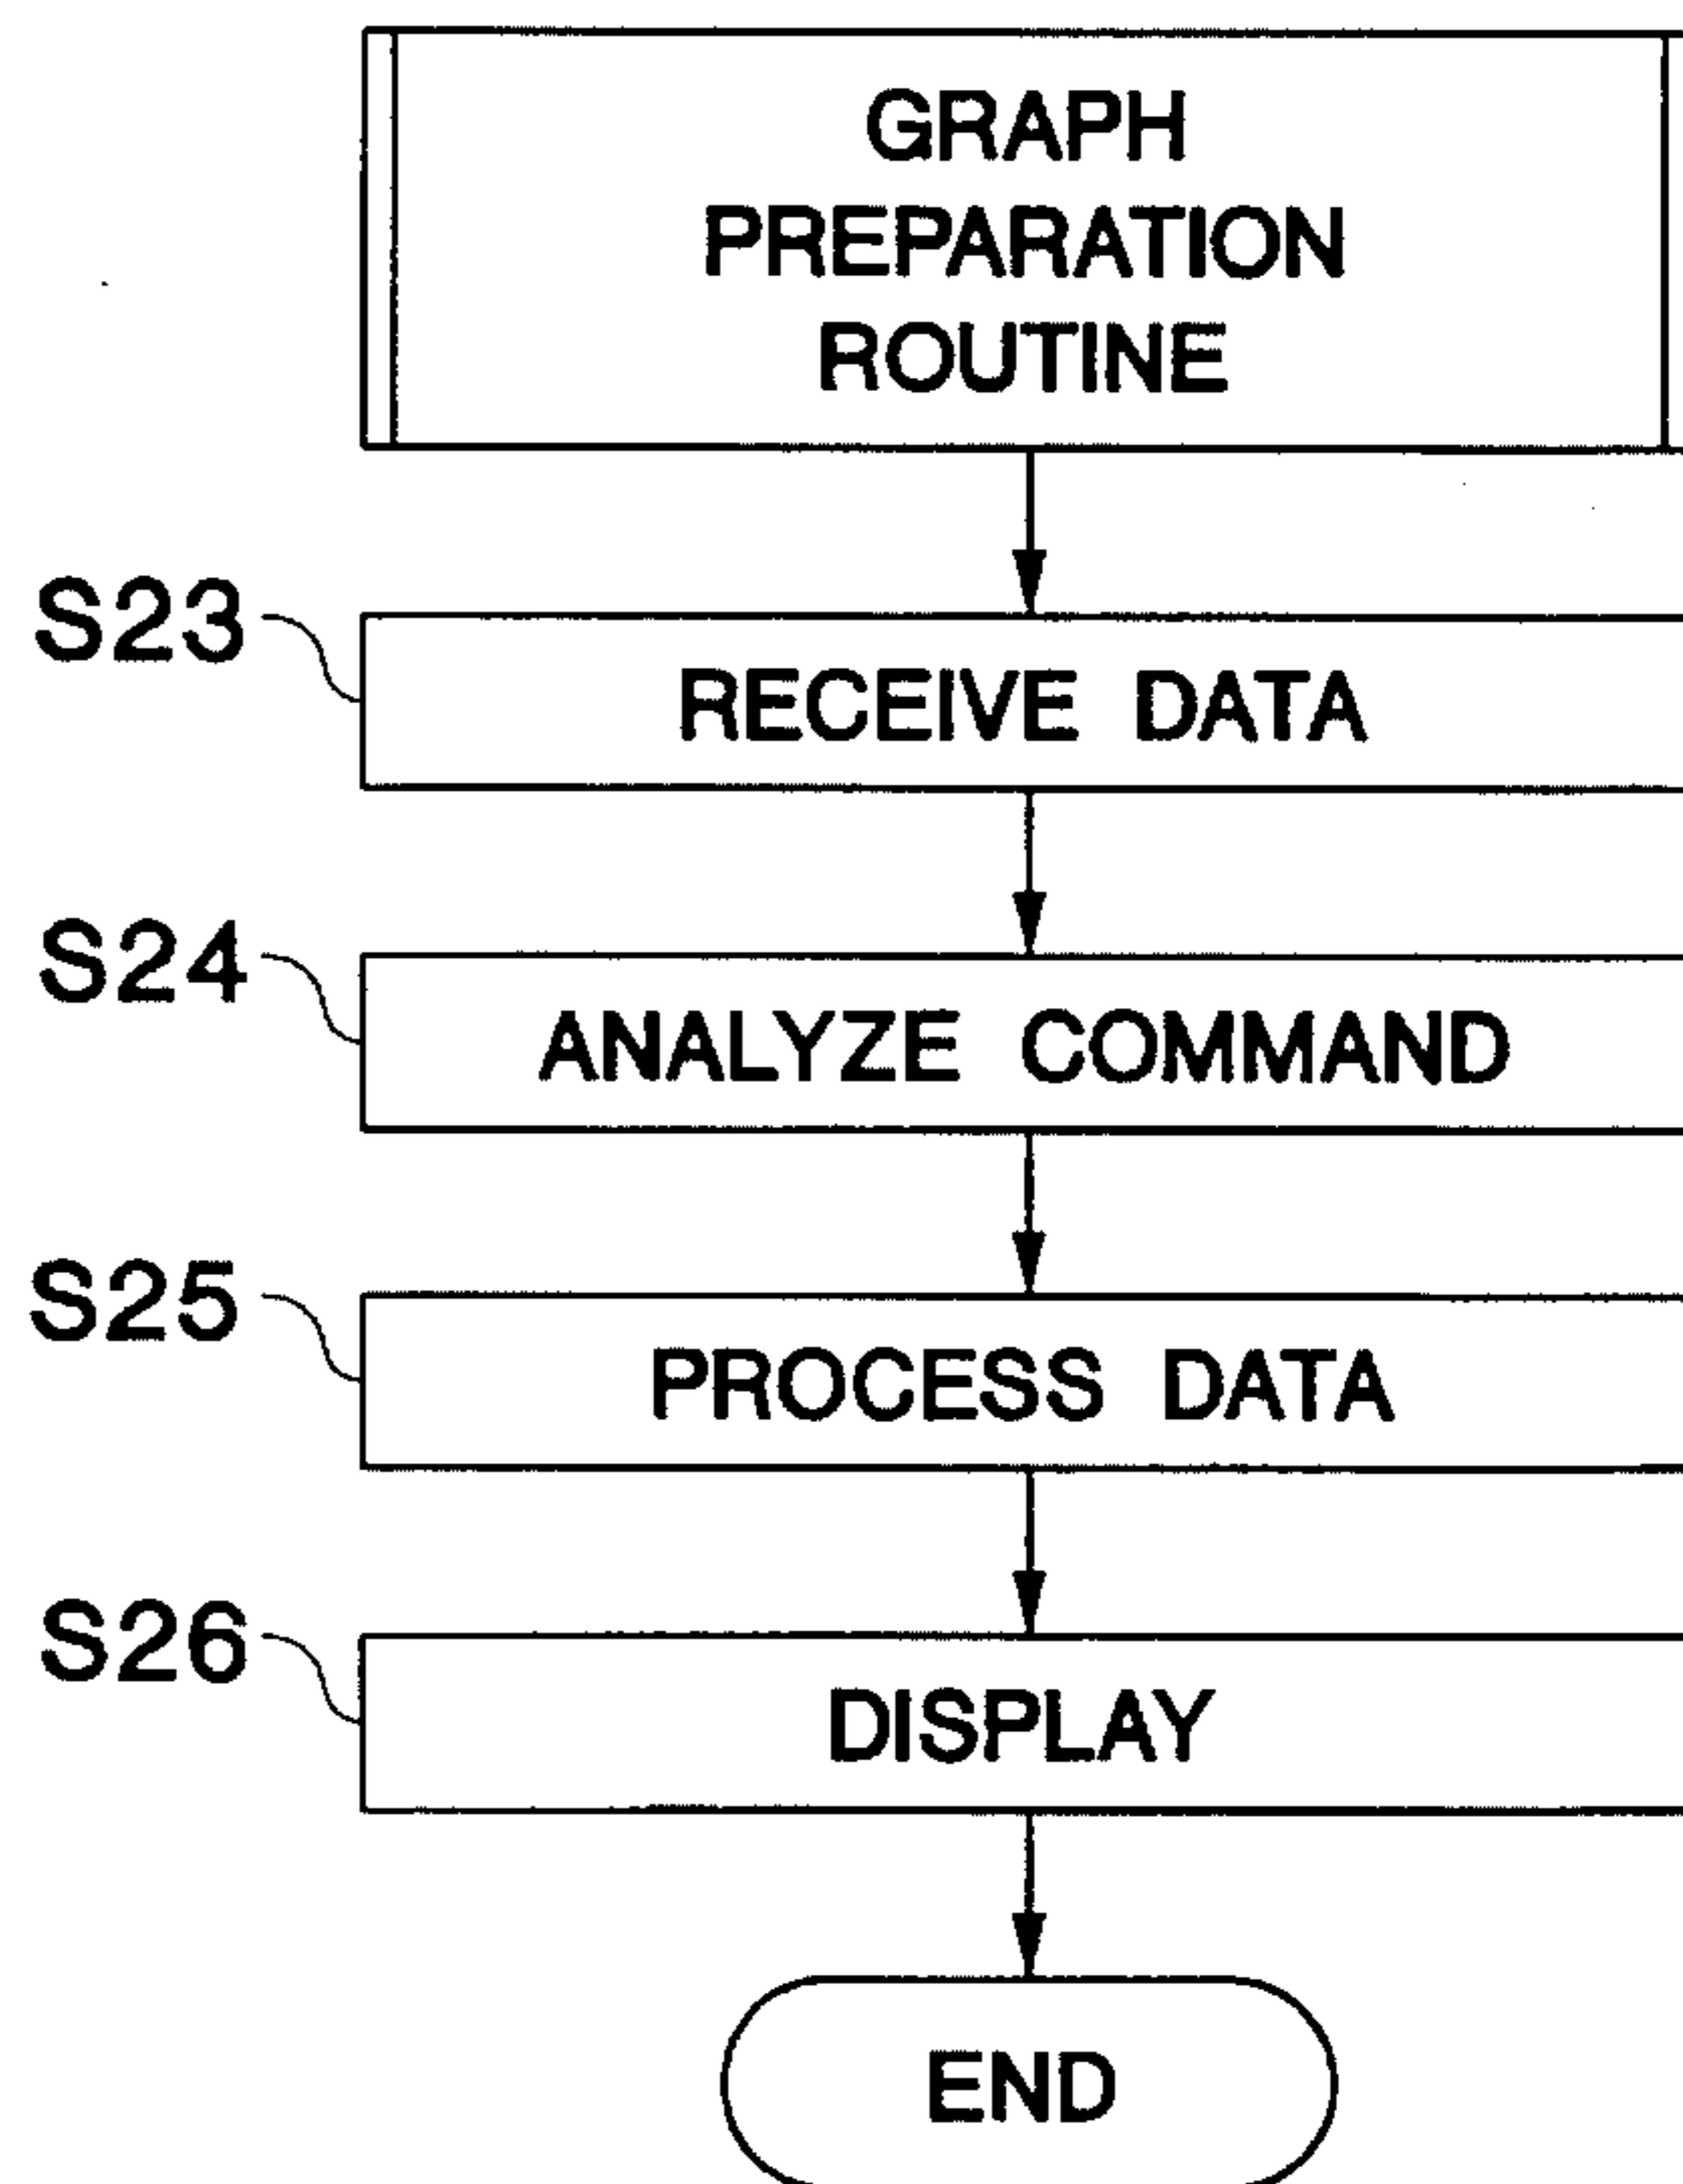 GRAPH
PREPARATION
ROUTINE
S23
RECEIVE DATA
S24
ANALYZE COMMAND
S25
PROCESS DATA
S26
DISPLAY
END